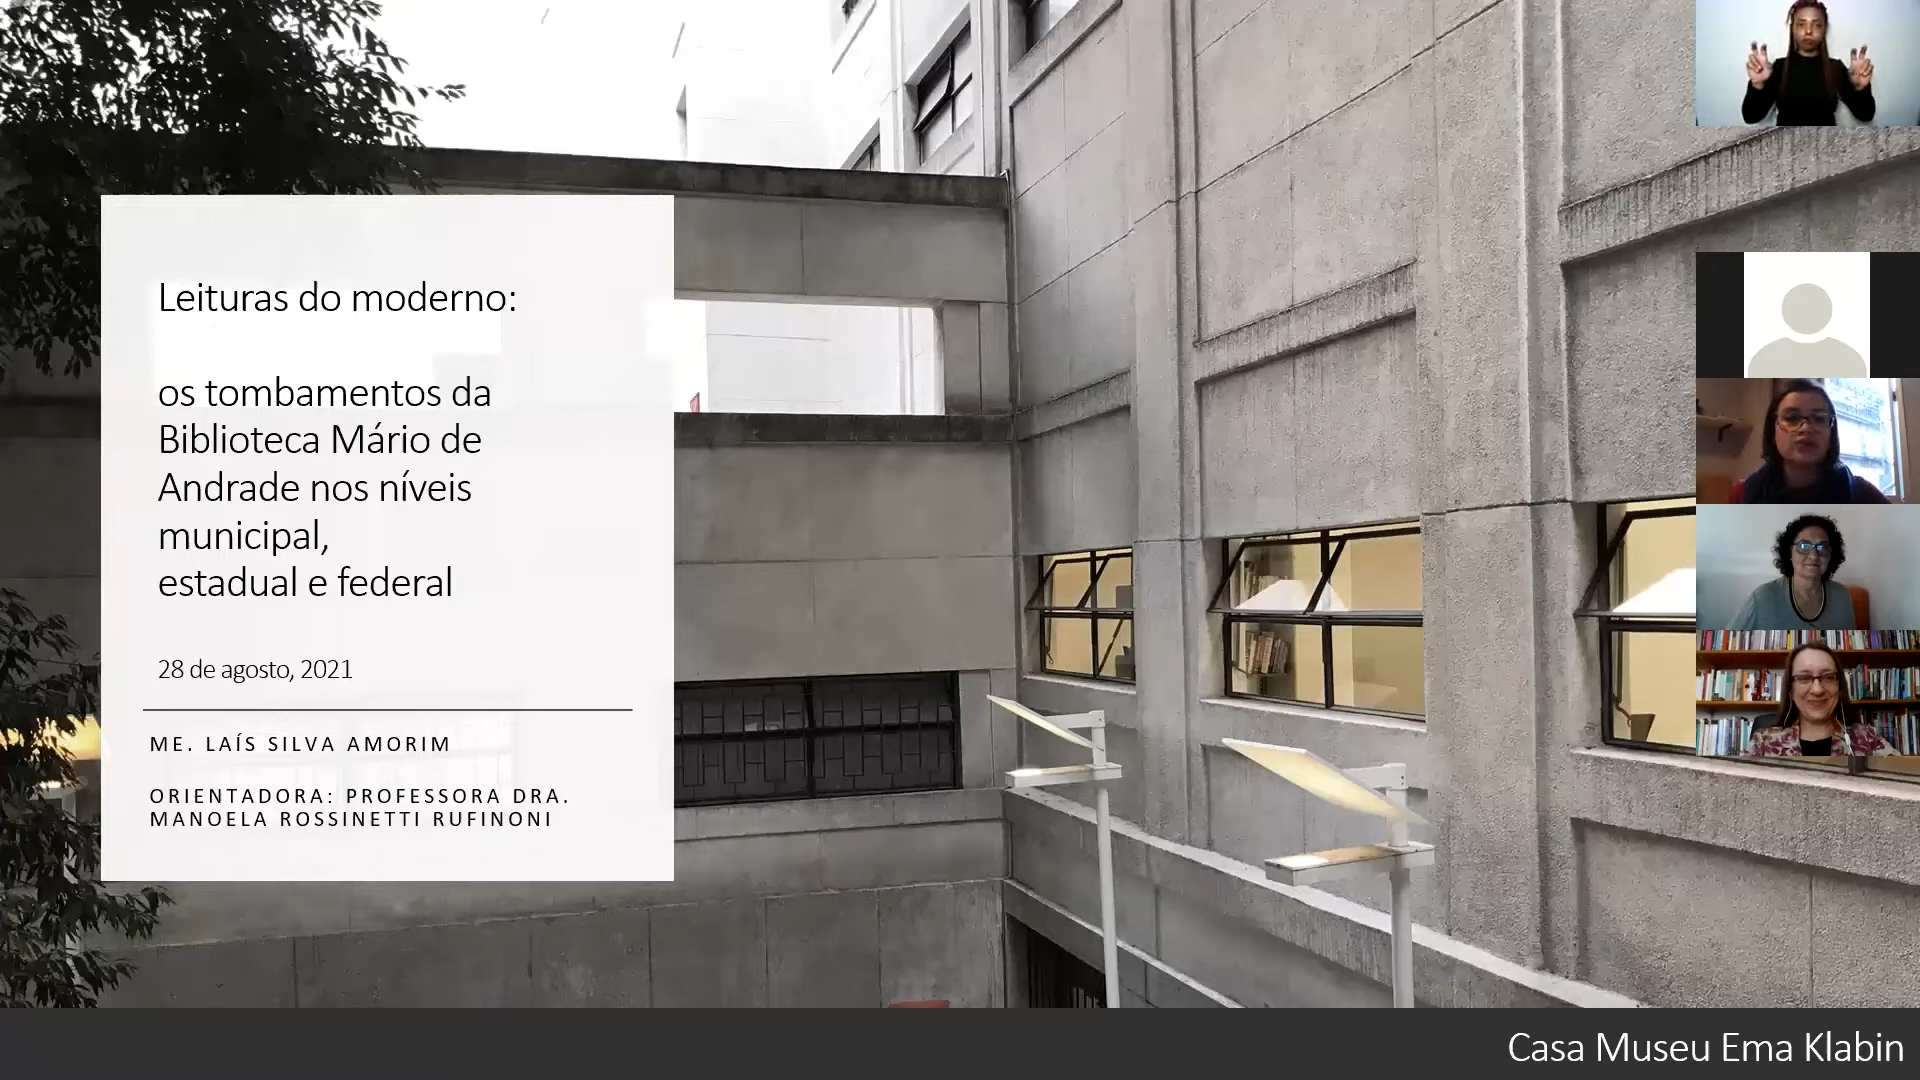 Leituras do moderno:
os tombamentos da
Biblioteca Mário de
Andrade nos níveis
municipal,
estadual e federal
28 de agosto, 2021
ME. LAÍS SILVA AMORIM
ORIENTADORA: PROFESSORA DRA.
MANOELA ROSSINETTI RUFINONI
Casa Museu Ema Klabin